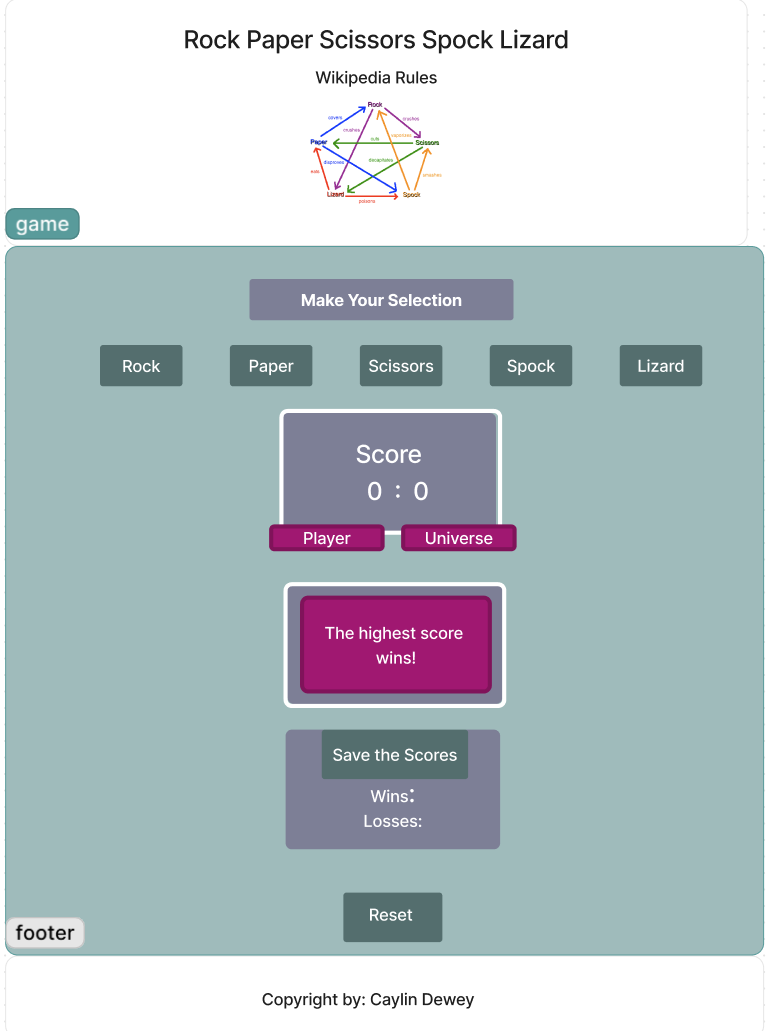 Rock Paper Scissors Spock Lizard
Wikipedia Rules
Rock
covers
crushes
crushes
vaporizes
Paper
cuts
Scissors
disproves
decapitates
eats
smashes
Lizard
poisons
Spock
game
Make Your Selection
Rock Paper Scissors Spock Lizard
Score
0 : 0
Player Universe
The highest score
wins!
Save the Scores
Wins:
Losses:
Reset
footer
Copyright by: Caylin Dewey